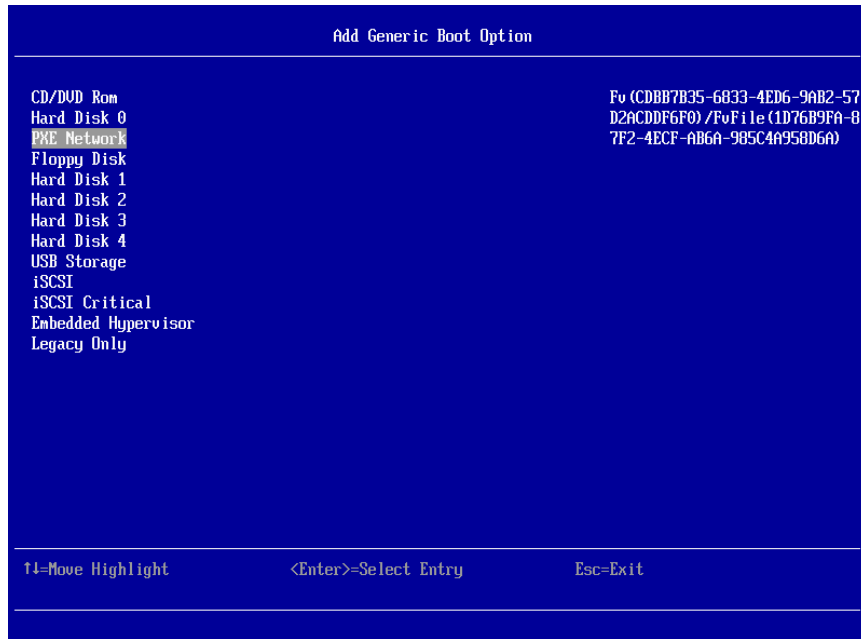 Add Generic Boot Option
CD/DVD Rom
Hard Disk 0
PXE Network
Floppy Disk
Hard Disk 1
Hard Disk 2
Hard Disk 3
Hard Disk 4
USB Storage
iSCSI
iSCSI Critical
Embedded Hypervisor
Legacy Only
Fv(CDBB7B35-6833-4ED6-9AB2-57
D2ACDDF6F0)/FvFile(1D76B9FA-8
7F2-4ECF-AB6A-985C4A958D6A)
↑↓=Move Highlight
<Enter>=Select Entry
Esc=Exit